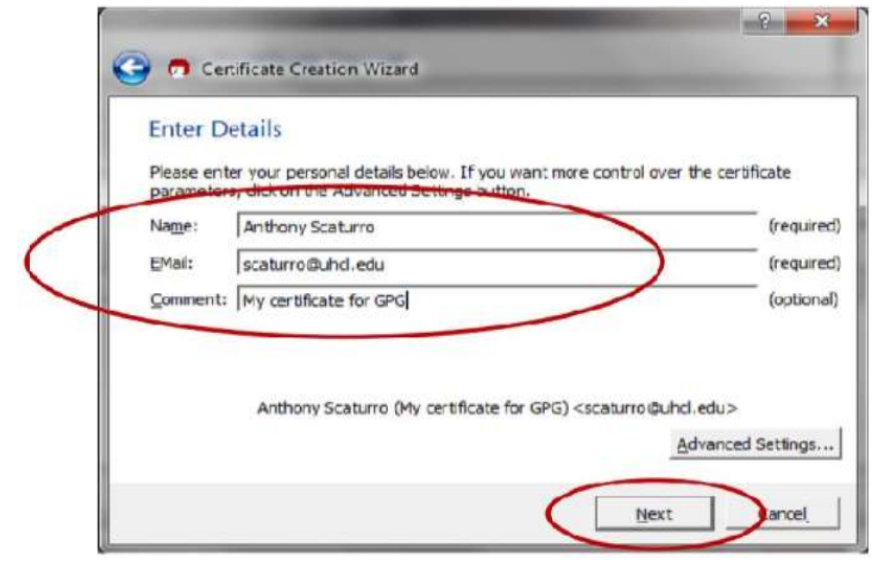 Certificate Creation Wizard
Enter Details
Please enter your personal details below. If you want more control over the certificate
parameters, click on the Advanced Settings button.
Name: Anthony Scaturro (required)
EMail: scaturro@uhcl.edu (required)
Comment: My certificate for GPG (optional)
Anthony Scaturro (My certificate for GPG) <scaturro@uhcl.edu>
Advanced Settings...
Next Cancel